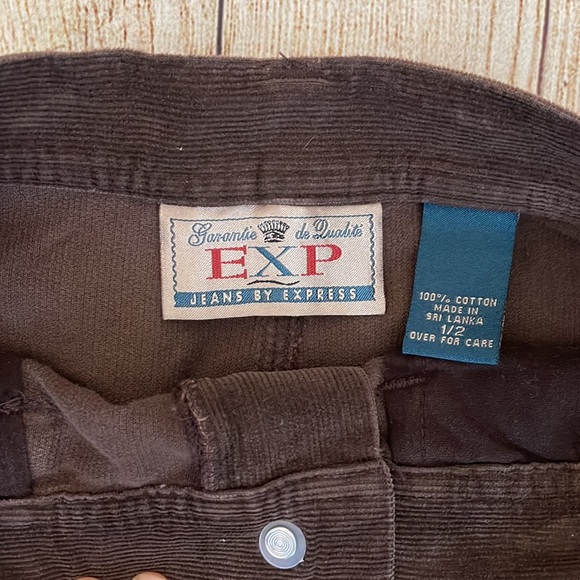 Garantie de Qualité
EXP
JEANS BY EXPRESS
100% COTTON
MADE IN
SRI LANKA
1/2
OVER FOR CARE